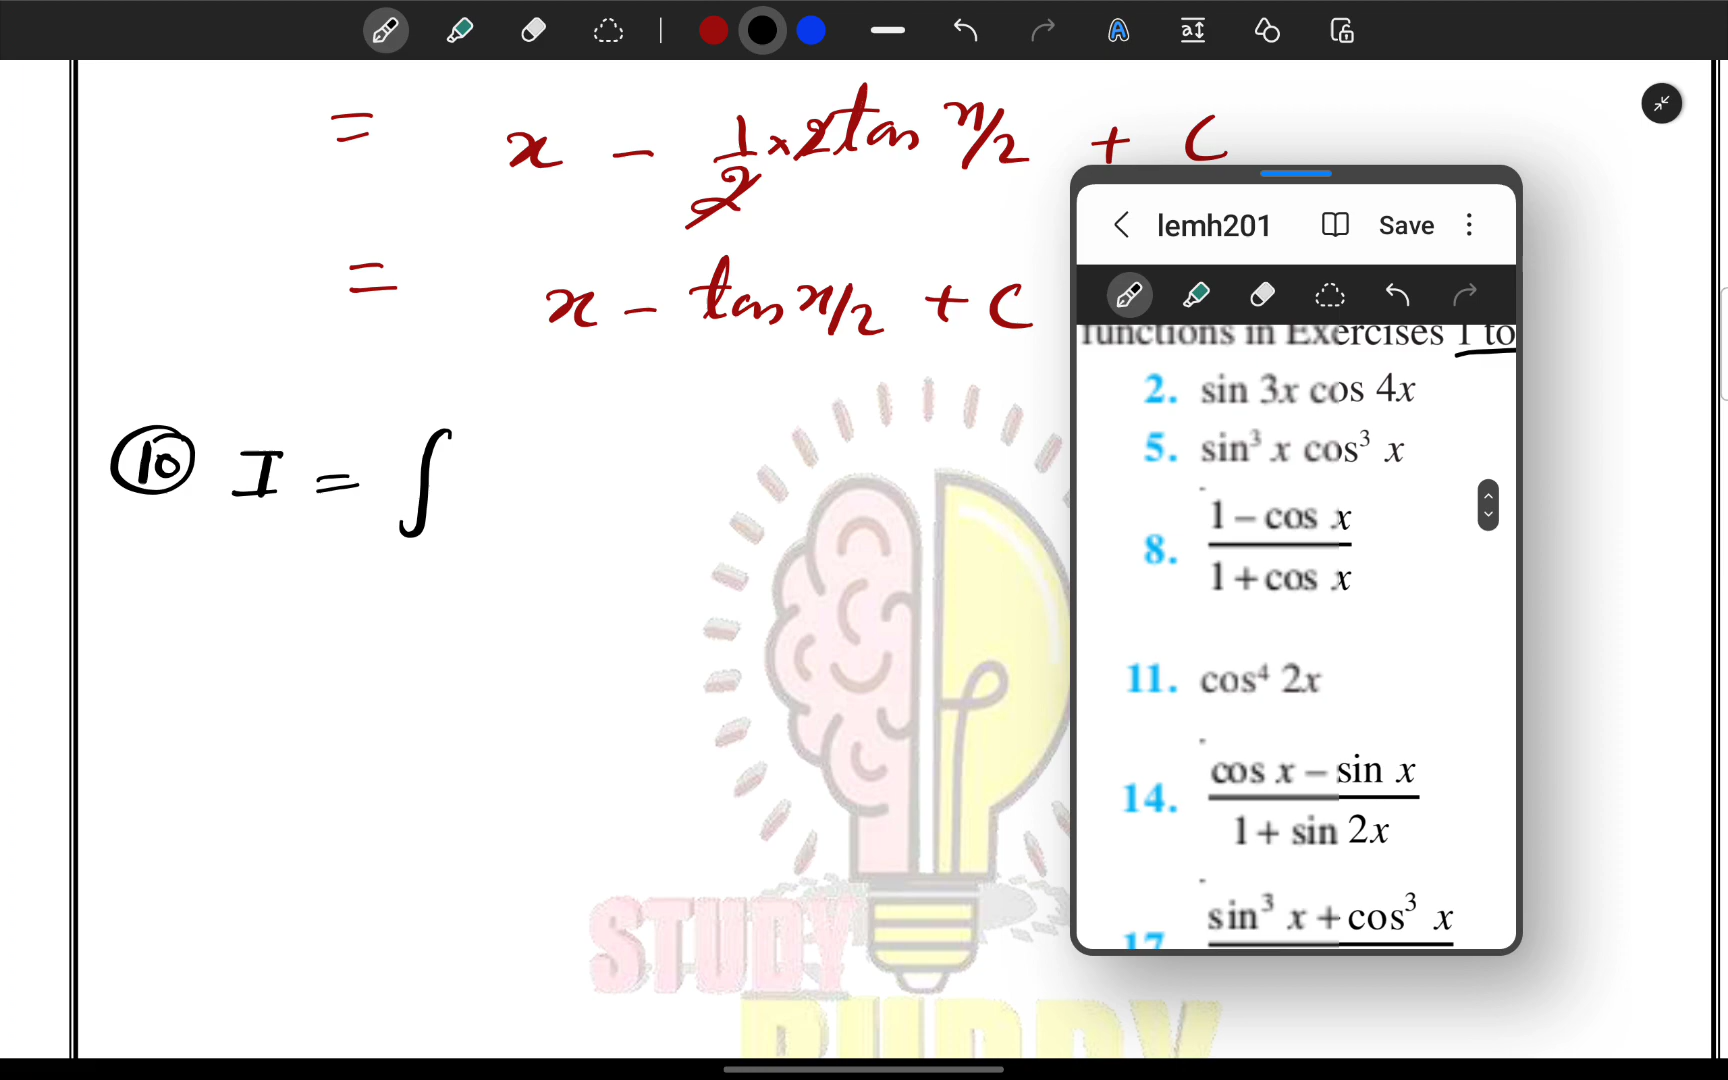 = x - 1/2 × 2 tan x/2 + C
= x - tan x/2 + C
10 I = ∫
lemh201 Save
functions in Exercises 1 to
2. sin 3x cos 4x
5. sin³ x cos³ x
8. 1 – cos x
1 + cos x
11. cos⁴ 2x
14. cos x – sin x
1 + sin 2x
17 sin³ x + cos³ x
STUDY
BUDDY